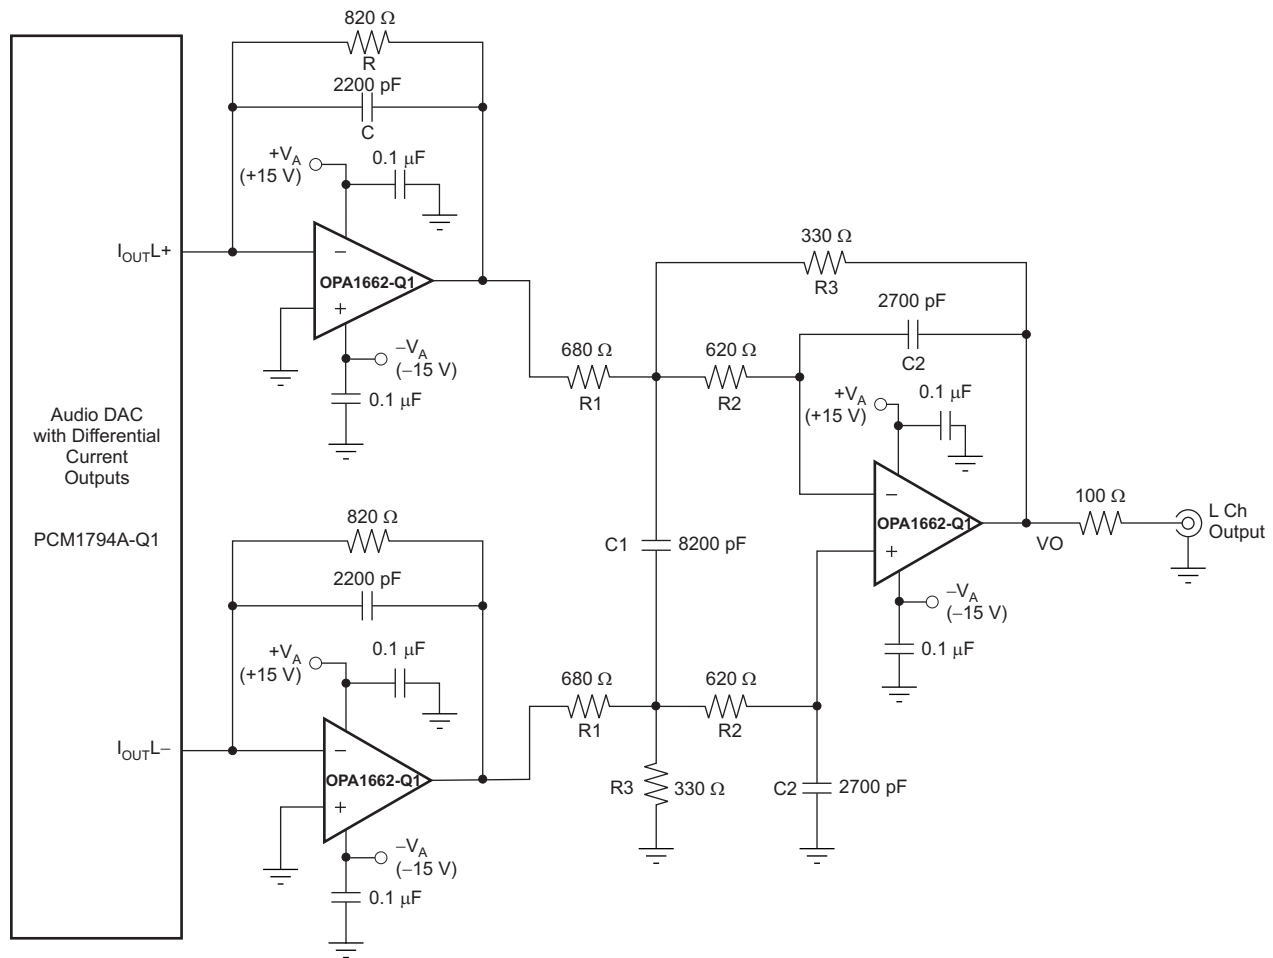 820 Ω
R
2200 pF
C
+VA
(+15 V)
0.1 μF
IOUTL+
−
OPA1662-Q1
+
−VA
(−15 V)
0.1 μF
330 Ω
R3
2700 pF
C2
680 Ω
R1
620 Ω
R2
+VA
(+15 V)
0.1 μF
Audio DAC
with Differential
Current
Outputs
PCM1794A-Q1
−
OPA1662-Q1
+
VO
100 Ω
L Ch
Output
−VA
(−15 V)
0.1 μF
C1
8200 pF
820 Ω
2200 pF
+VA
(+15 V)
0.1 μF
IOUTL−
−
OPA1662-Q1
+
−VA
(−15 V)
0.1 μF
680 Ω
R1
620 Ω
R2
R3
330 Ω
C2
2700 pF